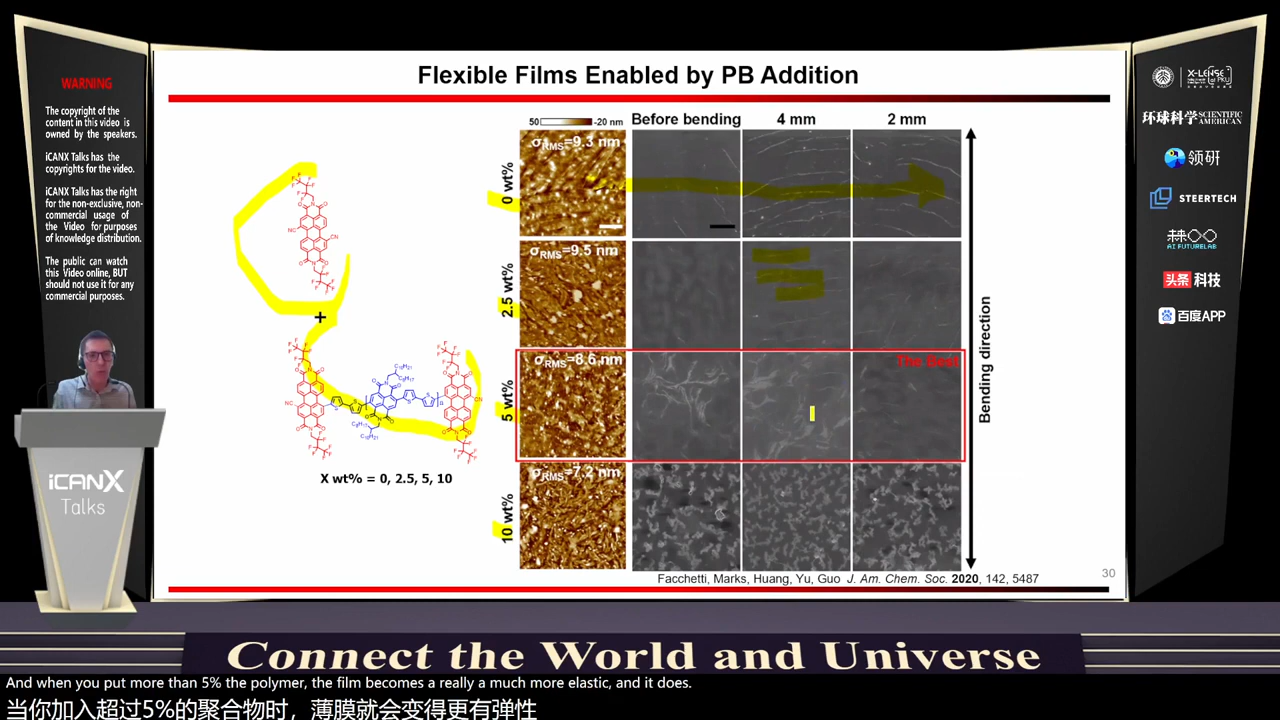 WARNING
The copyright of the
content in this video is
owned by the speakers.
iCANX Talks has the
copyrights for the video.
iCANX Talks has the right
for the non-exclusive, non-
commercial usage of
the Video for purposes
of knowledge distribution.
The public can watch
this Video online, BUT
should not use it for any
commercial purposes.
iCANX
Talks
Flexible Films Enabled by PB Addition
50 -20 nm
Before bending
4 mm
2 mm
0 wt%
σRMS=9.3 nm
2.5 wt%
σRMS=9.5 nm
5 wt%
σRMS=8.6 nm
The Best
10 wt%
σRMS=7.2 nm
Bending direction
+
X wt% = 0, 2.5, 5, 10
Facchetti, Marks, Huang, Yu, Guo J. Am. Chem. Soc. 2020, 142, 5487
30
X-LENSE
环球科学 SCIENTIFIC AMERICAN
领研
STEERTECH
AI FUTURELAB
头条 科技
百度APP
Connect the World and Universe
And when you put more than 5% the polymer, the film becomes a really a much more elastic, and it does.
当你加入超过5%的聚合物时，薄膜就会变得更有弹性